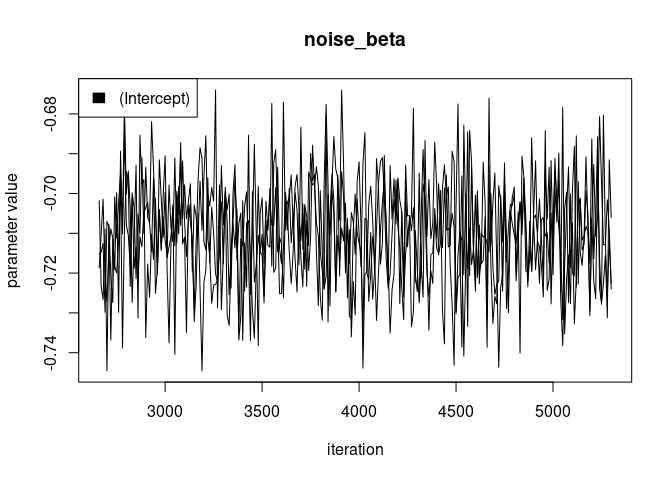 noise_beta
(Intercept)
parameter value
-0.68
-0.70
-0.72
-0.74
3000 3500 4000 4500 5000
iteration